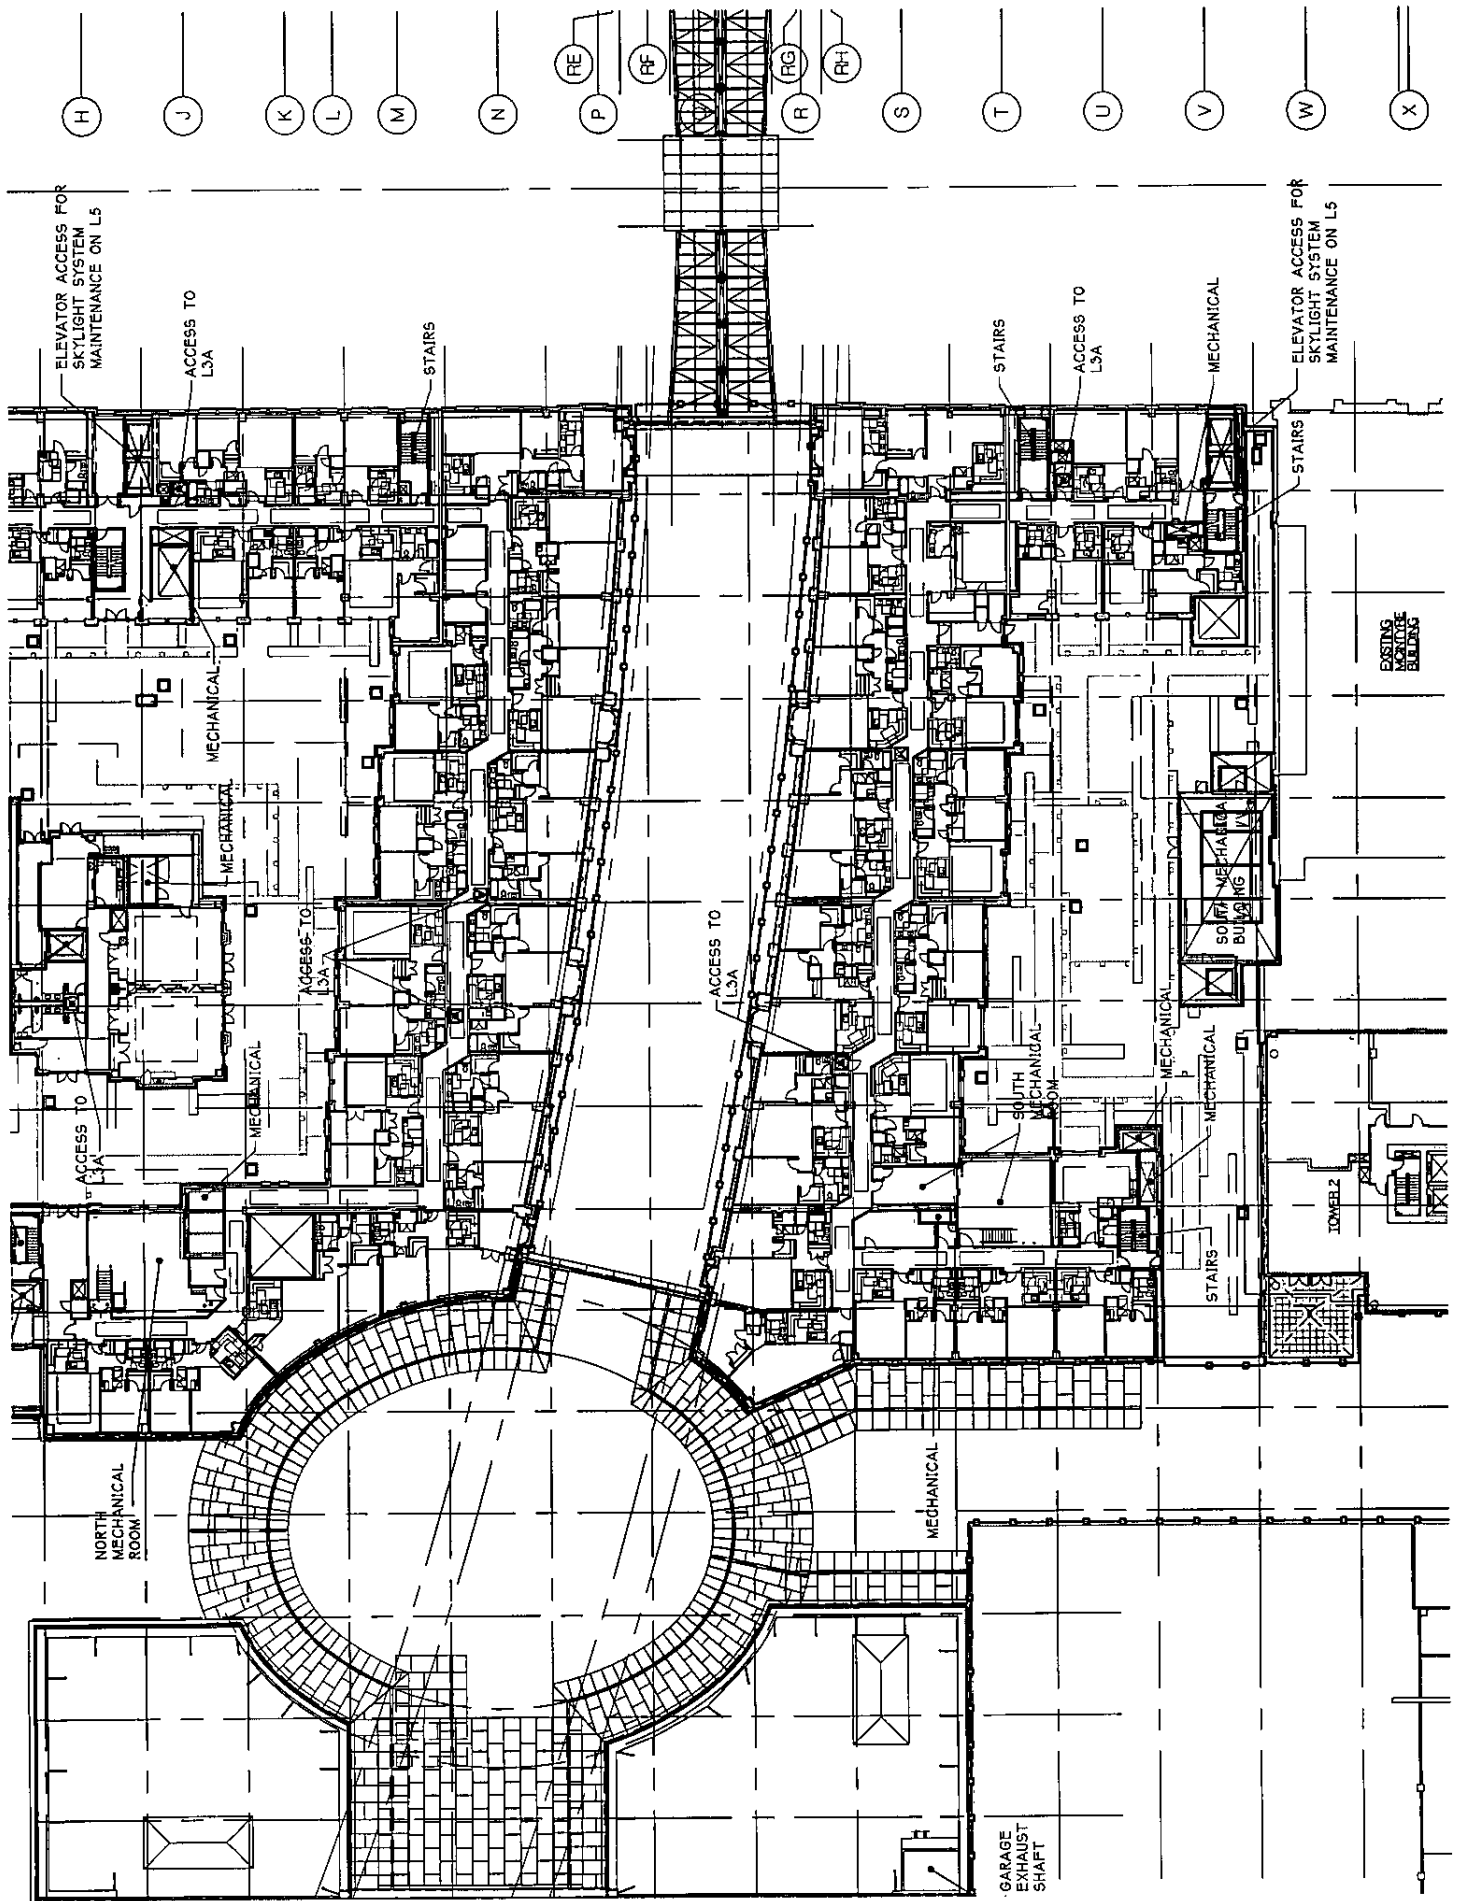 H
J
K
L
M
N
RE
P
RF
RG
R
RH
S
T
U
V
W
X
ELEVATOR ACCESS FOR
SKYLIGHT SYSTEM
MAINTENANCE ON L5
ACCESS TO
L3A
STAIRS
STAIRS
ACCESS TO
L3A
MECHANICAL
ELEVATOR ACCESS FOR
SKYLIGHT SYSTEM
MAINTENANCE ON L5
STAIRS
MECHANICAL
EXISTING
MCINTYRE
BUILDING
MECHANICAL
ACCESS TO
L3A
ACCESS TO
L3A
MECHANICAL
BUILDING
ACCESS TO
L3A
MECHANICAL
SOUTH
MECHANICAL
ROOM
MECHANICAL
MECHANICAL
TOWER 2
STAIRS
NORTH
MECHANICAL
ROOM
MECHANICAL
GARAGE
EXHAUST
SHAFT